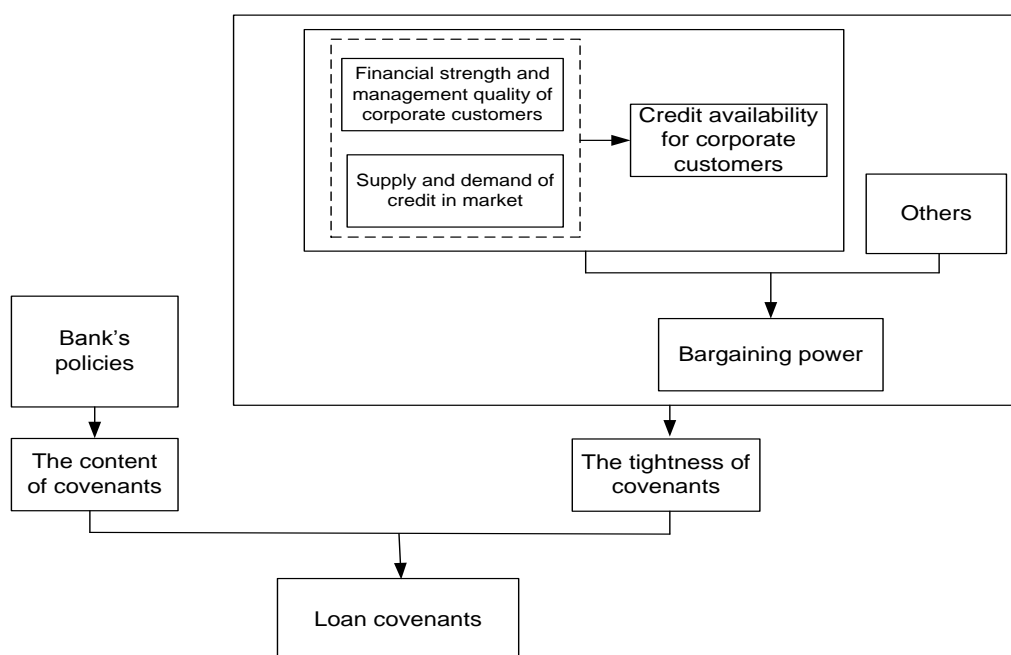 Financial strength and
management quality of
corporate customers
Credit availability
for corporate
customers
Supply and demand of
credit in market
Others
Bank’s
policies
Bargaining power
The content
of covenants
The tightness of
covenants
Loan covenants